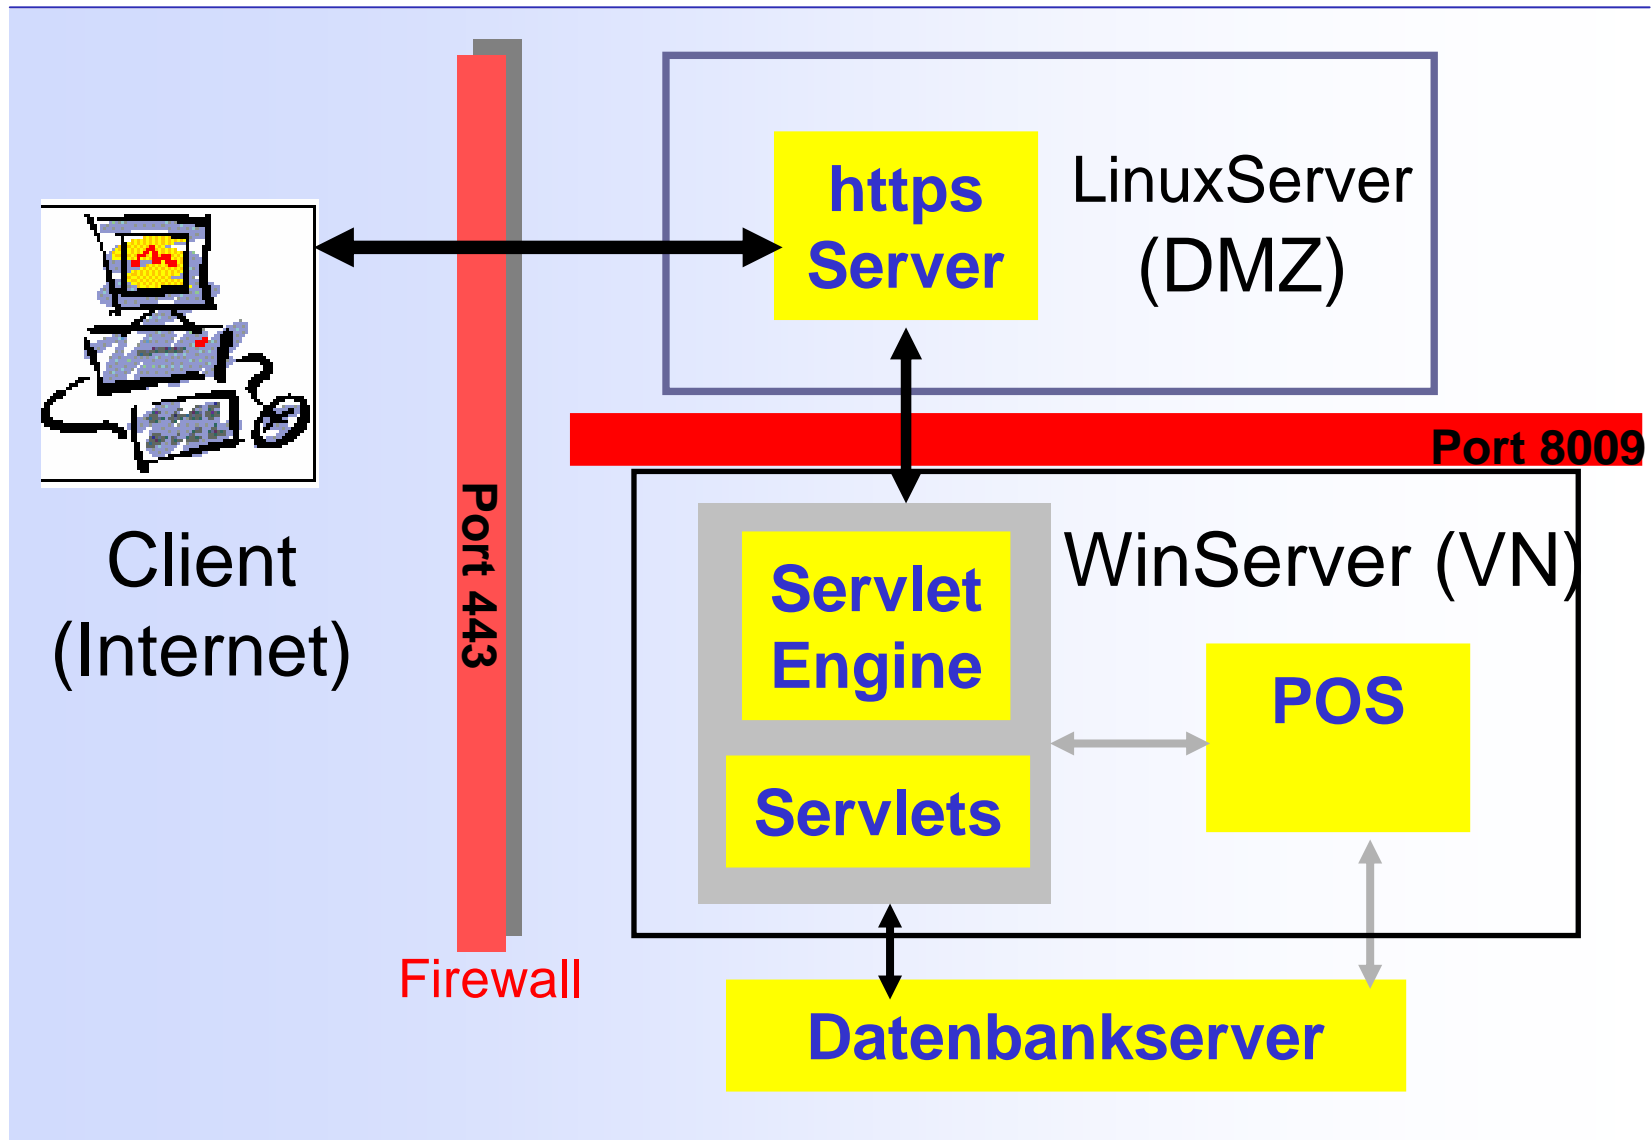 https
Server
LinuxServer
(DMZ)
Port 8009
Port 443
Client
(Internet)
Servlet
Engine
WinServer (VN)
POS
Servlets
Firewall
Datenbankserver